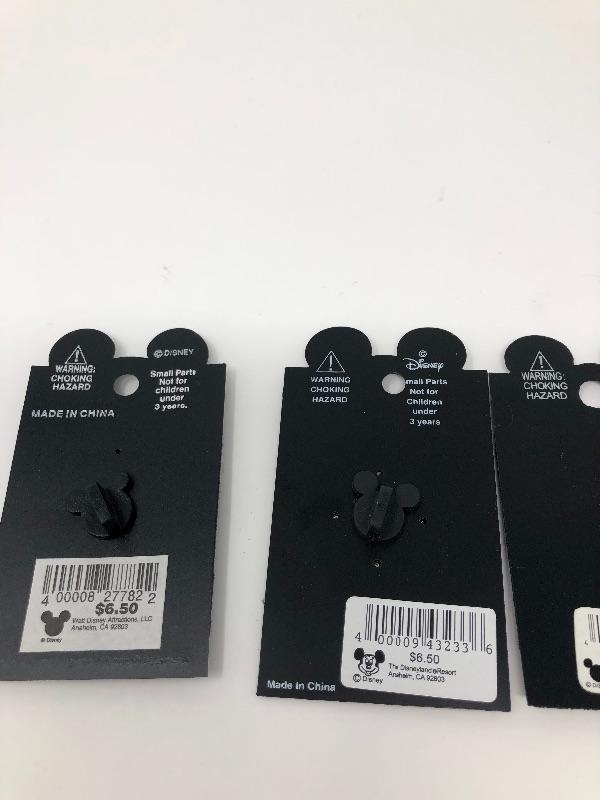 WARNING:
CHOKING
HAZARD
© DISNEY
Small Parts
Not for
children
under
3 years.
MADE IN CHINA
4 00008 27782 2
$6.50
Walt Disney Attractions, LLC
Anaheim, CA 92803
© Disney
WARNING
CHOKING
HAZARD
©
Disney
mall Parts
Not for
Children
under
3 years
4 00009 43233 6
$6.50
The Disneyland®Resort
Anaheim, CA 92803
© Disney
Made in China
WARNING
CHOKING
HAZARD
4